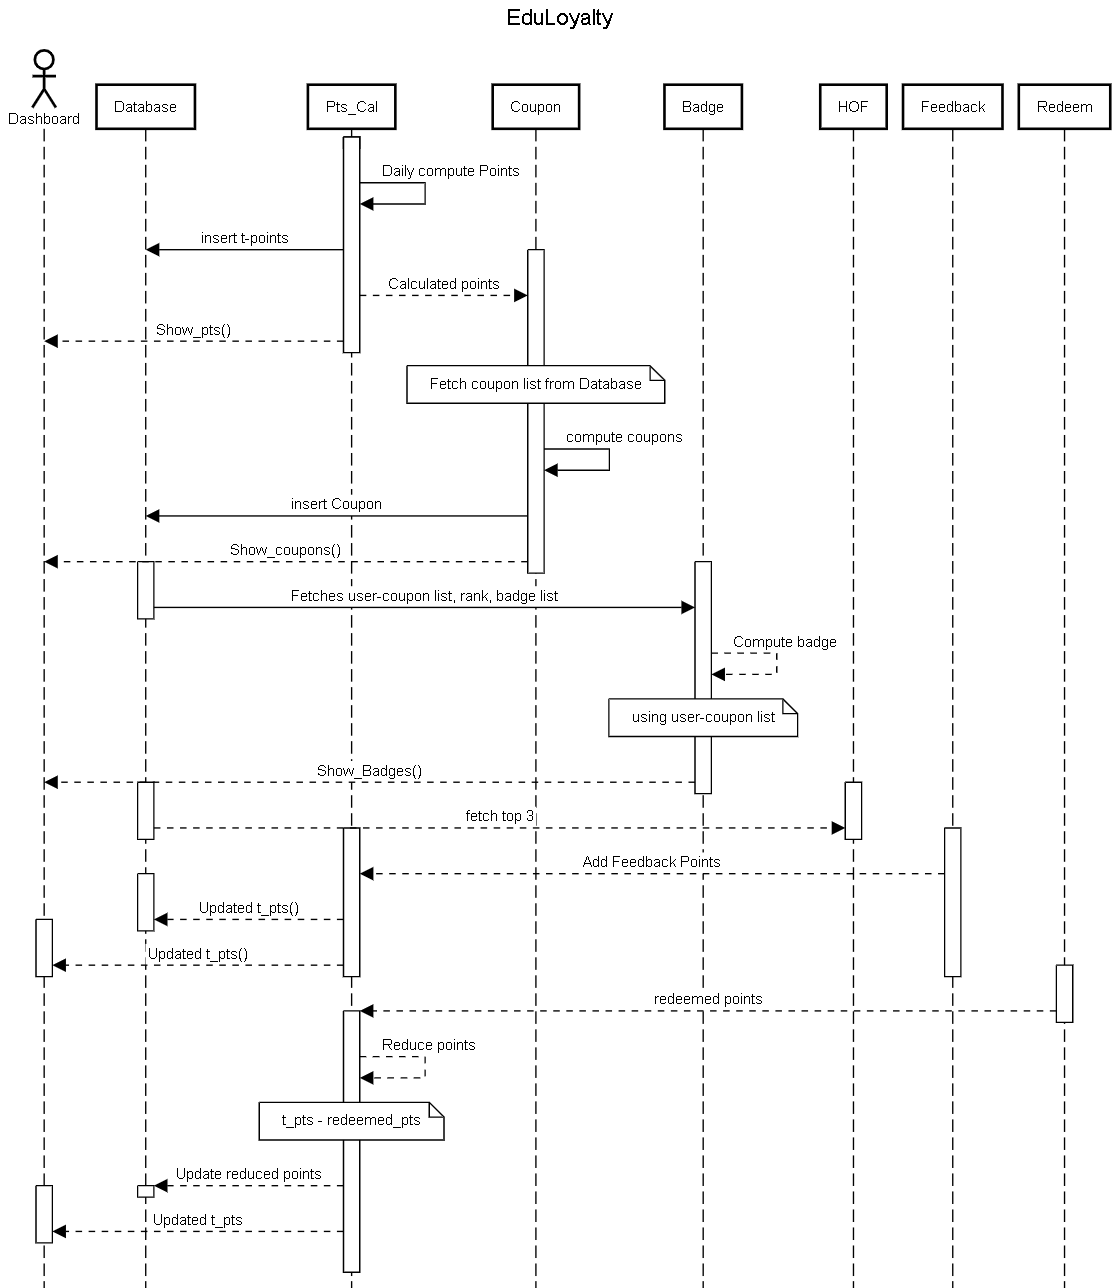 EduLoyalty
Dashboard
Database
Pts_Cal
Coupon
Badge
HOF
Feedback
Redeem
Daily compute Points
insert t-points
Calculated points
Show_pts()
Fetch coupon list from Database
compute coupons
insert Coupon
Show_coupons()
Fetches user-coupon list, rank, badge list
Compute badge
using user-coupon list
Show_Badges()
fetch top 3
Add Feedback Points
Updated t_pts()
Updated t_pts()
redeemed points
Reduce points
t_pts - redeemed_pts
Update reduced points
Updated t_pts